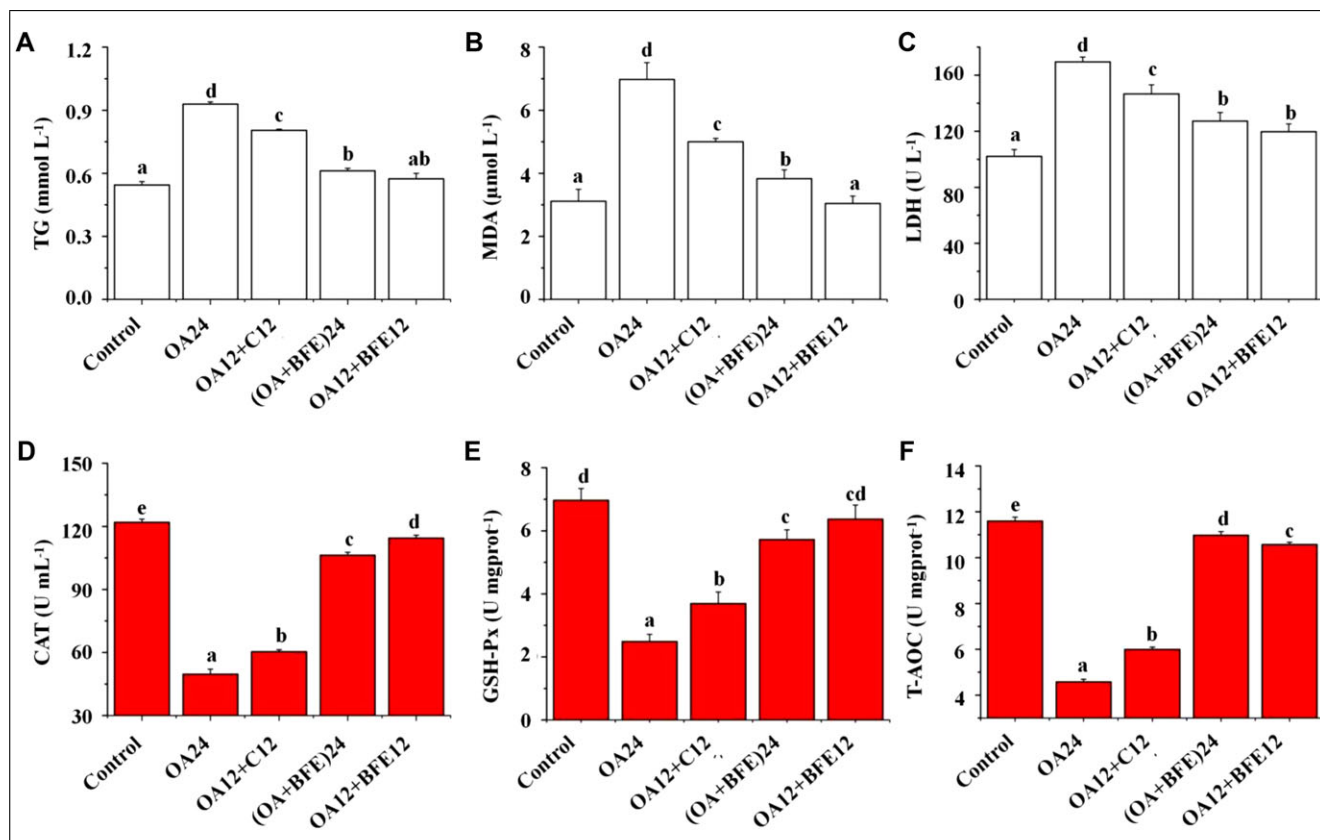 A
TG (mmol L⁻¹)
1.2
0.9
0.6
0.3
0.0
a
d
c
b
ab
Control
OA24
OA12+C12
(OA+BFE)24
OA12+BFE12
B
MDA (μmol L⁻¹)
8
6
4
2
0
a
d
c
b
a
Control
OA24
OA12+C12
(OA+BFE)24
OA12+BFE12
C
LDH (U L⁻¹)
160
120
80
40
0
a
d
c
b
b
Control
OA24
OA12+C12
(OA+BFE)24
OA12+BFE12
D
CAT (U mL⁻¹)
150
120
90
60
30
e
a
b
c
d
Control
OA24
OA12+C12
(OA+BFE)24
OA12+BFE12
E
GSH-Px (U mgprot⁻¹)
8
6
4
2
0
d
a
b
c
cd
Control
OA24
OA12+C12
(OA+BFE)24
OA12+BFE12
F
T-AOC (U mgprot⁻¹)
14
12
10
8
6
4
e
a
b
d
c
Control
OA24
OA12+C12
(OA+BFE)24
OA12+BFE12